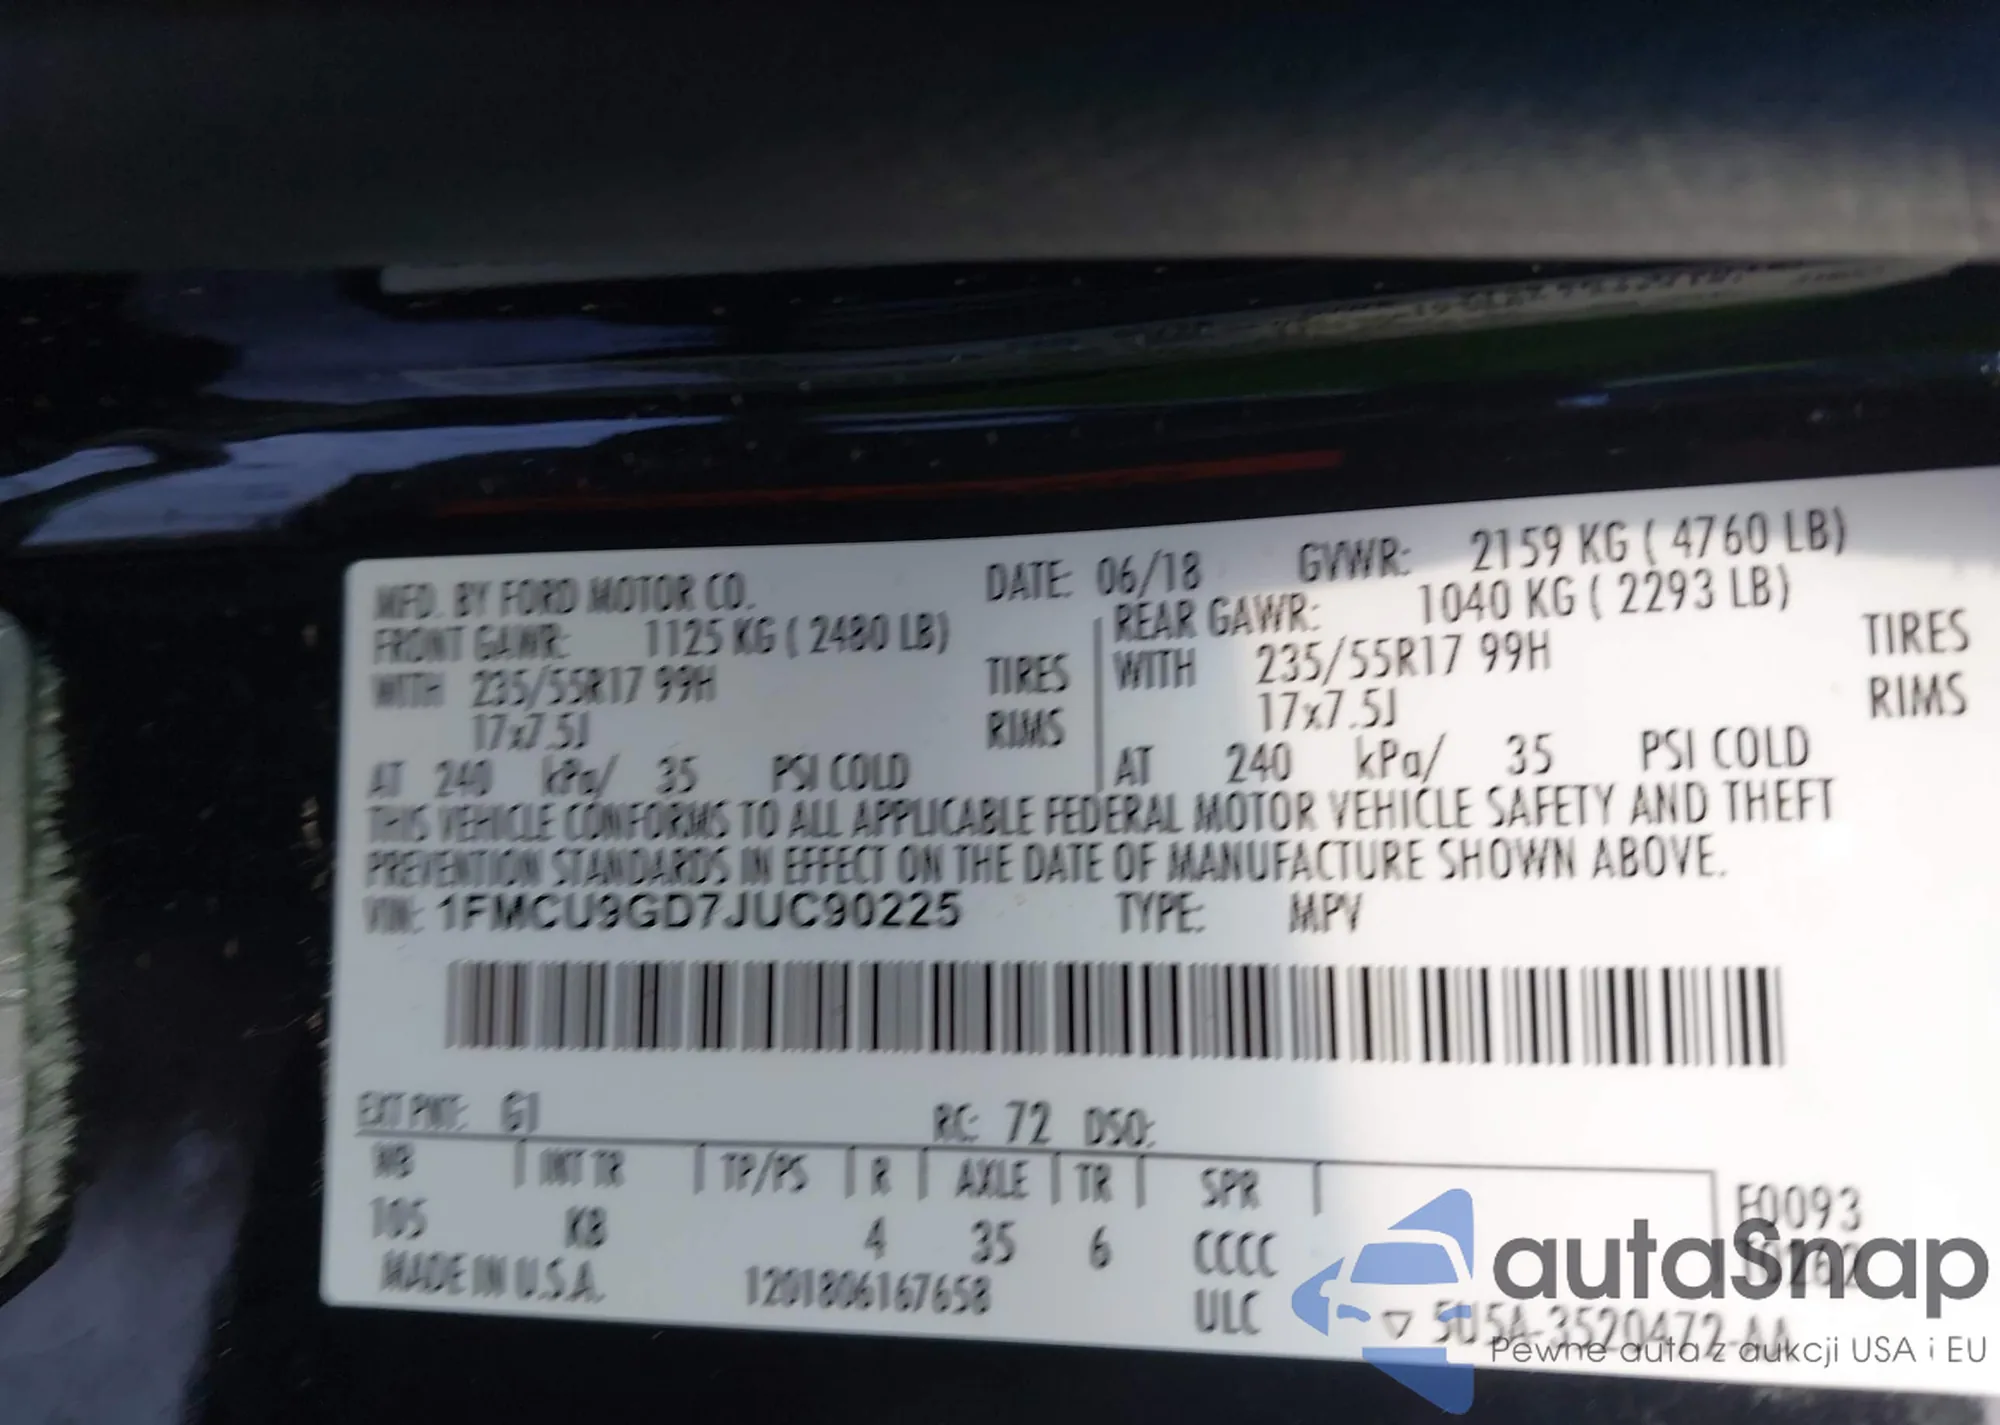 MFD. BY FORD MOTOR CO. DATE: 06/18 GVWR: 2159 KG ( 4760 LB)
FRONT GAWR: 1125 KG ( 2480 LB) REAR GAWR: 1040 KG ( 2293 LB)
WITH 235/55R17 99H TIRES WITH 235/55R17 99H TIRES
17x7.5J RIMS 17x7.5J RIMS
AT 240 kPa/ 35 PSI COLD AT 240 kPa/ 35 PSI COLD
THIS VEHICLE CONFORMS TO ALL APPLICABLE FEDERAL MOTOR VEHICLE SAFETY AND THEFT
PREVENTION STANDARDS IN EFFECT ON THE DATE OF MANUFACTURE SHOWN ABOVE.
VIN: 1FMCU9GD7JUC90225 TYPE: MPV
EXT PNT: G1 RC: 72 DSO:
WB INT TR TP/PS R AXLE TR SPR
105 KB 4 35 6 CCCC
MADE IN U.S.A. 1201806167658 ULC
F0093
▽ 5U5A-3520472-AA
autaSnap
Pewne auta z aukcji USA i EU